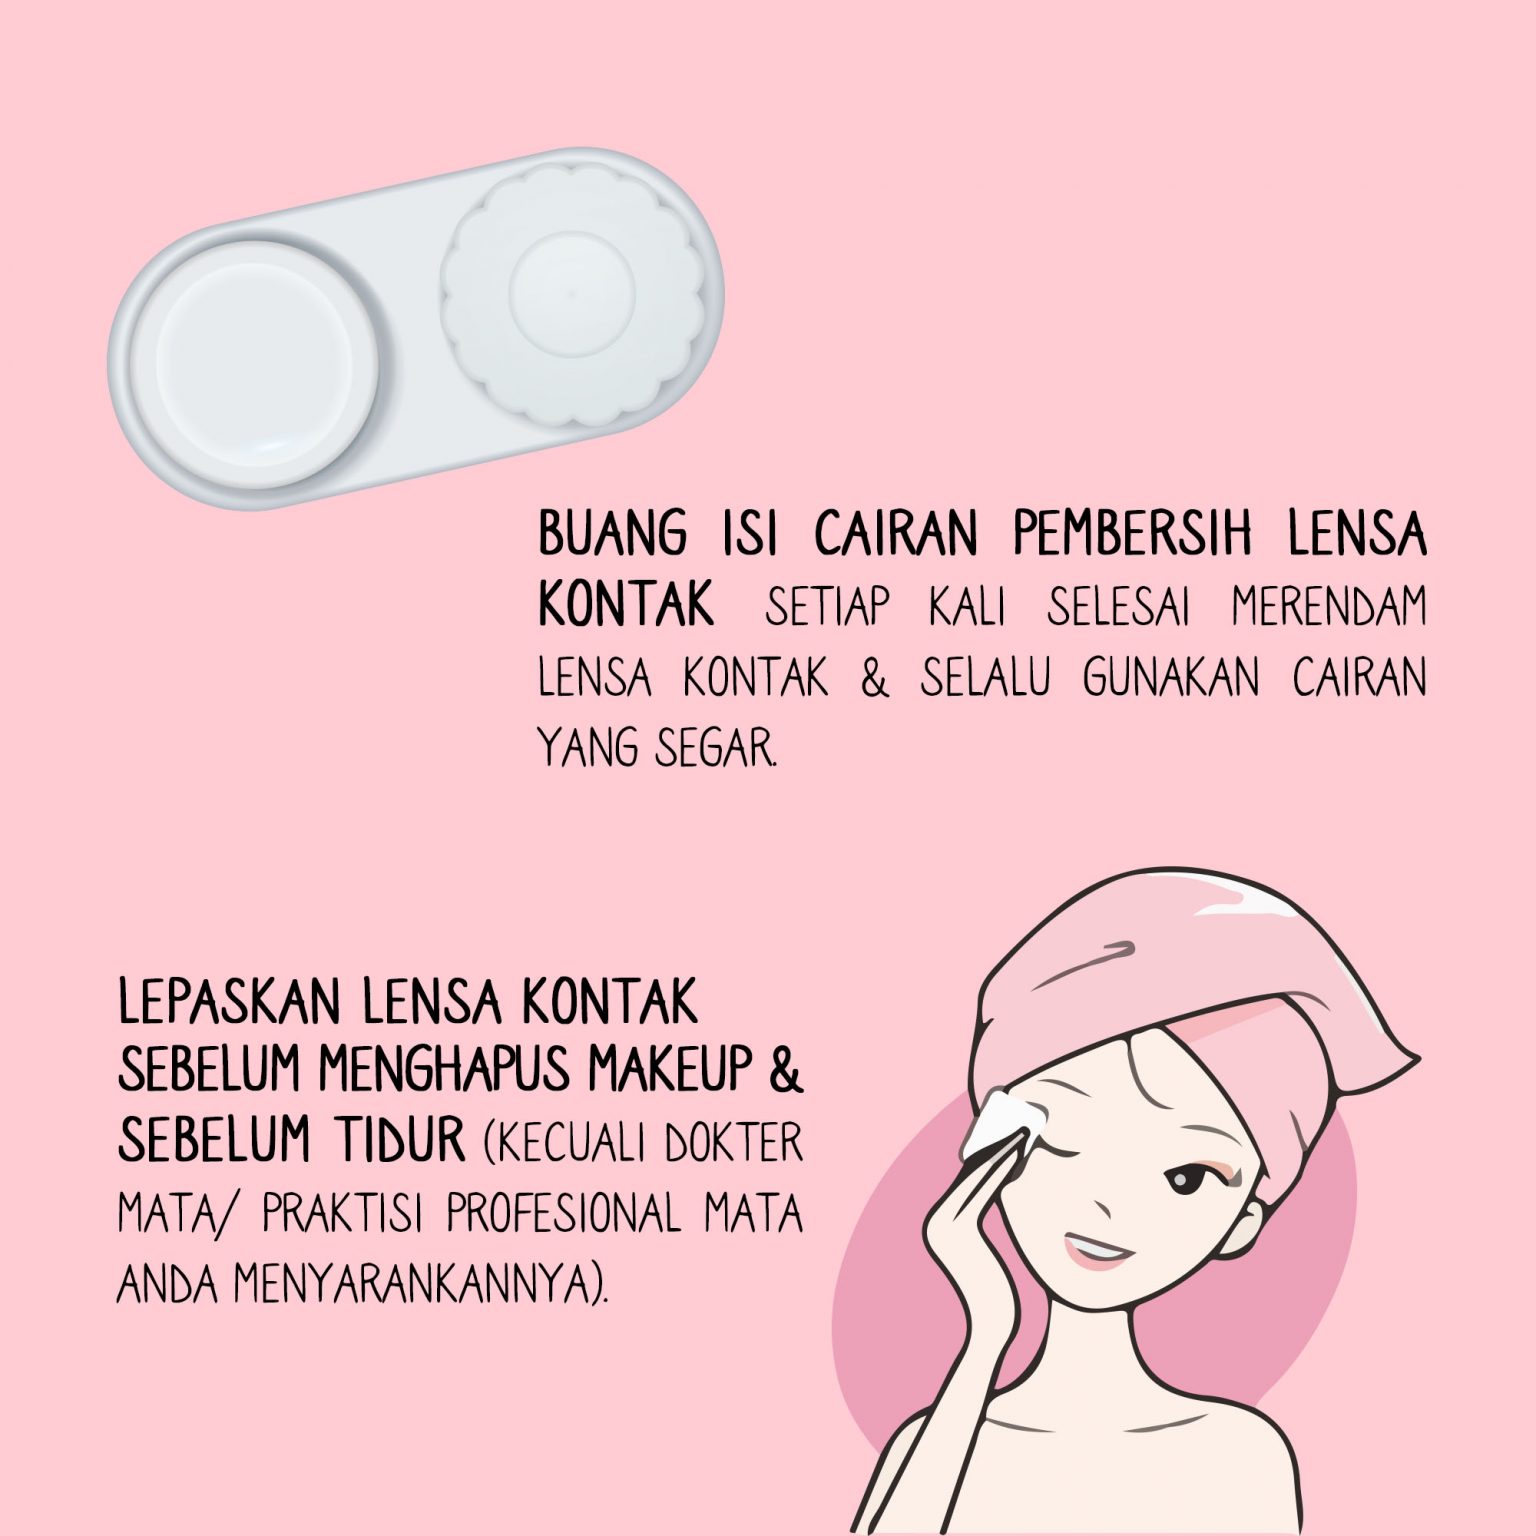 BUANG ISI CAIRAN PEMBERSIH LENSA
KONTAK SETIAP KALI SELESAI MERENDAM
LENSA KONTAK & SELALU GUNAKAN CAIRAN
YANG SEGAR.
LEPASKAN LENSA KONTAK
SEBELUM MENGHAPUS MAKEUP &
SEBELUM TIDUR (KECUALI DOKTER
MATA/ PRAKTISI PROFESIONAL MATA
ANDA MENYARANKANNYA).